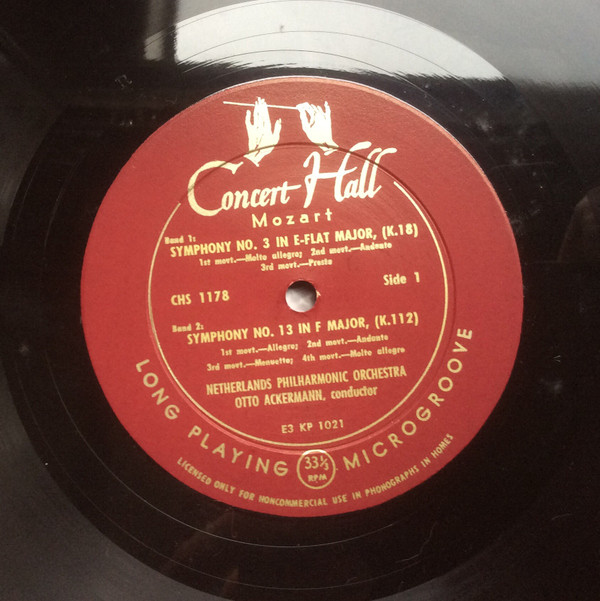 Concert Hall
Mozart
Band 1:
SYMPHONY NO. 3 IN E-FLAT MAJOR, (K.18)
1st movt.—Molto allegro; 2nd movt.—Andante
3rd movt.—Presto
CHS 1178
Side 1
Band 2:
SYMPHONY NO. 13 IN F MAJOR, (K.112)
1st movt.—Allegro; 2nd movt.—Andante
3rd movt.—Menuetto; 4th movt.—Molto allegro
NETHERLANDS PHILHARMONIC ORCHESTRA
OTTO ACKERMANN, conductor
E3 KP 1021
LONG PLAYING 33⅓ RPM MICROGROOVE
LICENSED ONLY FOR NONCOMMERCIAL USE IN PHONOGRAPHS IN HOMES